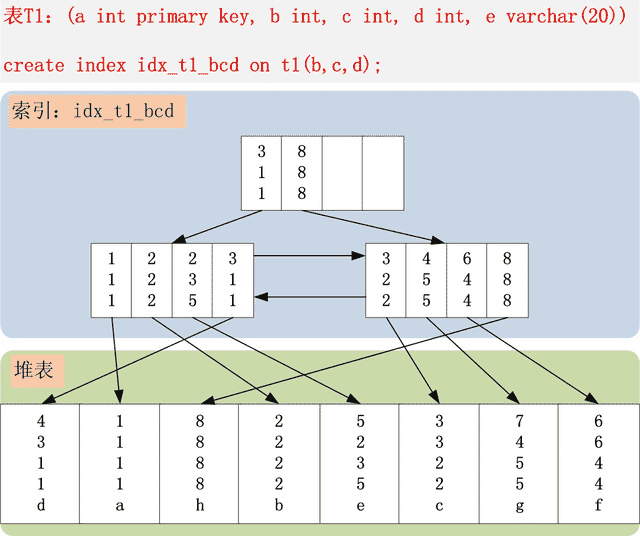 表T1：(a int primary key, b int, c int, d int, e varchar(20))
create index idx_t1_bcd on t1(b,c,d);
索引：idx_t1_bcd
3 8
1 8
1 8
1 2 2 3 3 4 6 8
1 2 3 1 2 5 4 8
1 2 5 1 2 5 4 8
堆表
4 1 8 2 5 3 7 6
3 1 8 2 2 3 4 6
1 1 8 2 3 2 5 4
1 1 8 2 5 2 5 4
d a h b e c g f